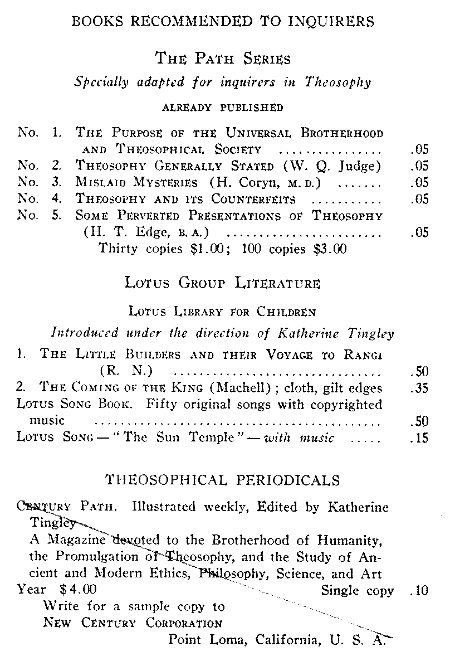 BOOKS RECOMMENDED TO INQUIRERS
THE PATH SERIES
Specially adapted for inquirers in Theosophy
ALREADY PUBLISHED
No. 1. THE PURPOSE OF THE UNIVERSAL BROTHERHOOD
AND THEOSOPHICAL SOCIETY ............... .05
No. 2. THEOSOPHY GENERALLY STATED (W. Q. Judge) .05
No. 3. MISLAID MYSTERIES (H. Coryn, M. D.) ....... .05
No. 4. THEOSOPHY AND ITS COUNTERFEITS .......... .05
No. 5. SOME PERVERTED PRESENTATIONS OF THEOSOPHY
(H. T. Edge, B. A.) ....................... .05
Thirty copies $1.00; 100 copies $3.00
LOTUS GROUP LITERATURE
LOTUS LIBRARY FOR CHILDREN
Introduced under the direction of Katherine Tingley
1. THE LITTLE BUILDERS AND THEIR VOYAGE TO RANGI
(R. N.) ............................... .50
2. THE COMING OF THE KING (Machell); cloth, gilt edges .35
LOTUS SONG BOOK. Fifty original songs with copyrighted
music .......................................... .50
LOTUS SONG — "The Sun Temple" — with music ..... .15
THEOSOPHICAL PERIODICALS
CENTURY PATH. Illustrated weekly, Edited by Katherine
Tingley
A Magazine devoted to the Brotherhood of Humanity,
the Promulgation of Theosophy, and the Study of An-
cient and Modern Ethics, Philosophy, Science, and Art
Year $4.00 Single copy .10
Write for a sample copy to
NEW CENTURY CORPORATION
Point Loma, California, U. S. A.